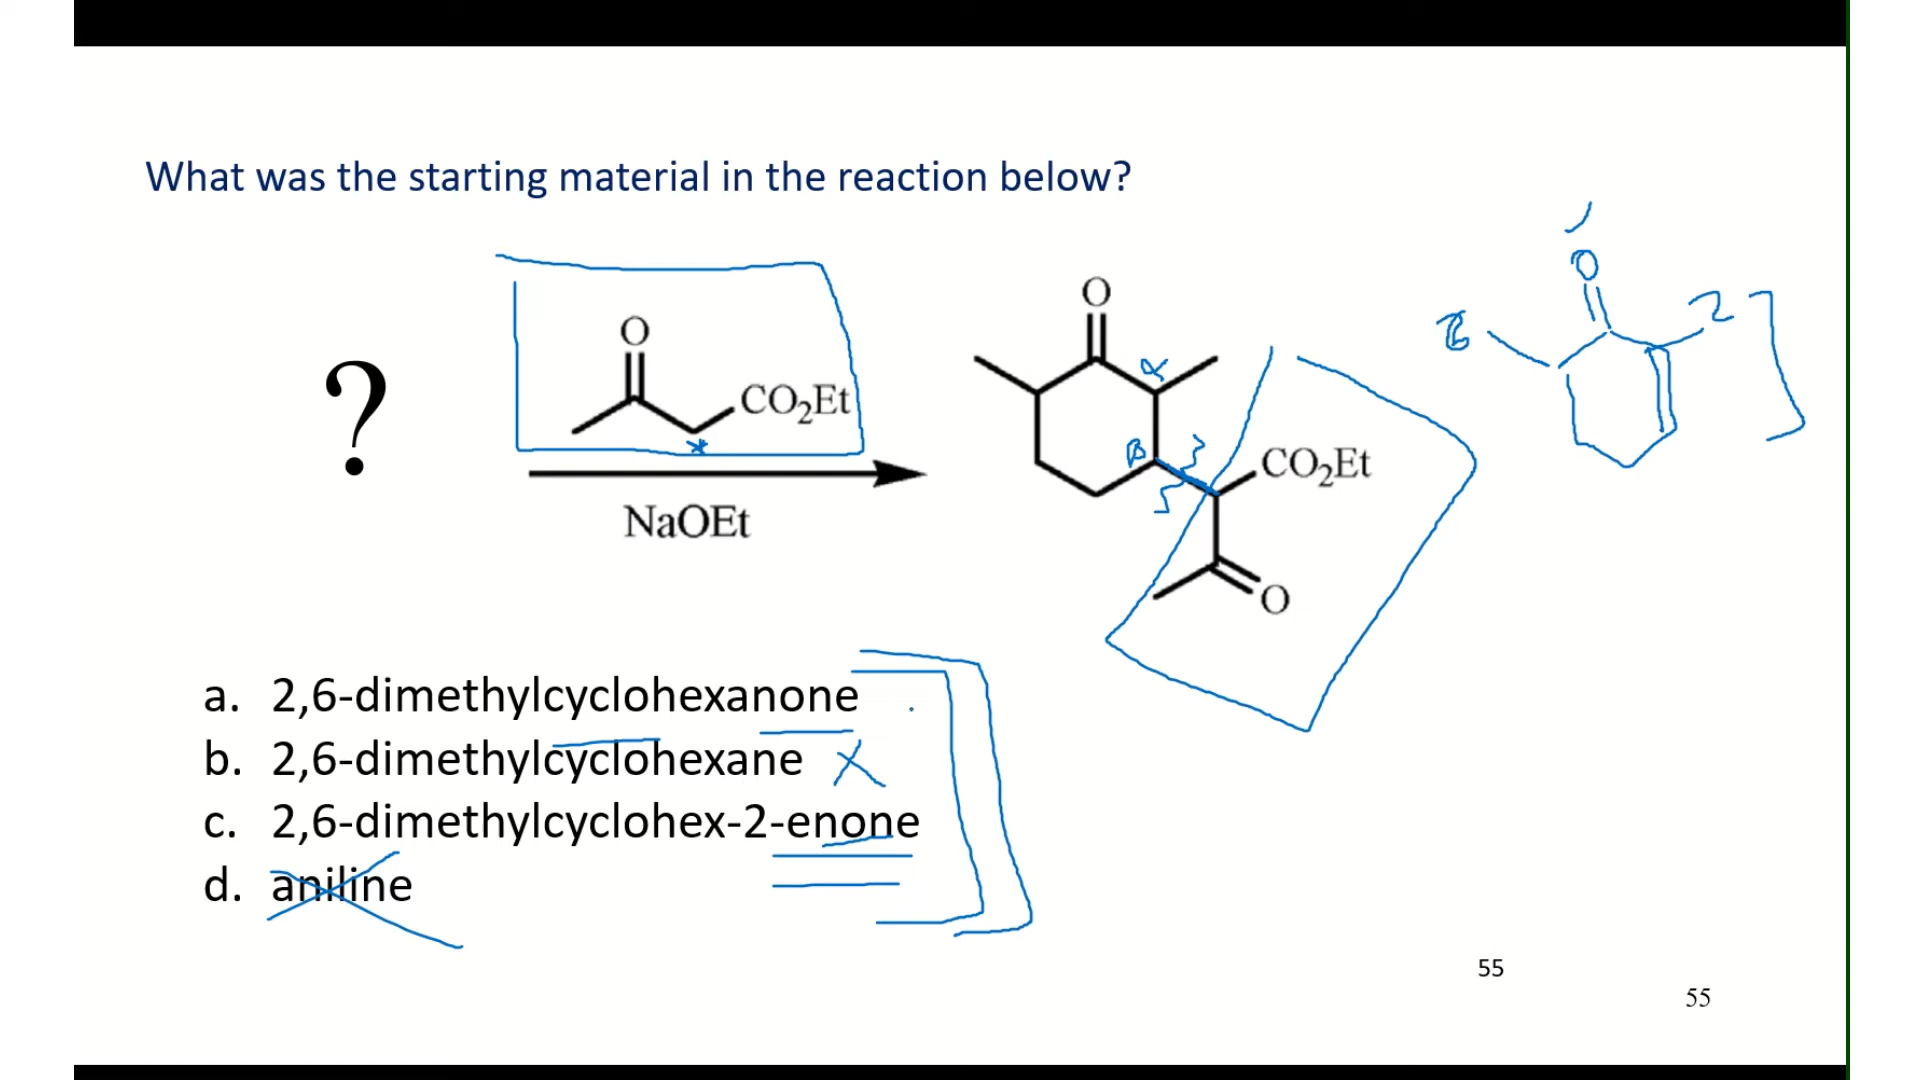 What was the starting material in the reaction below?
?
O
CO₂Et
*
NaOEt
O
α
β
CO₂Et
O
O
2
a. 2,6-dimethylcyclohexanone
b. 2,6-dimethylcyclohexane X
c. 2,6-dimethylcyclohex-2-enone
d. aniline
55
55